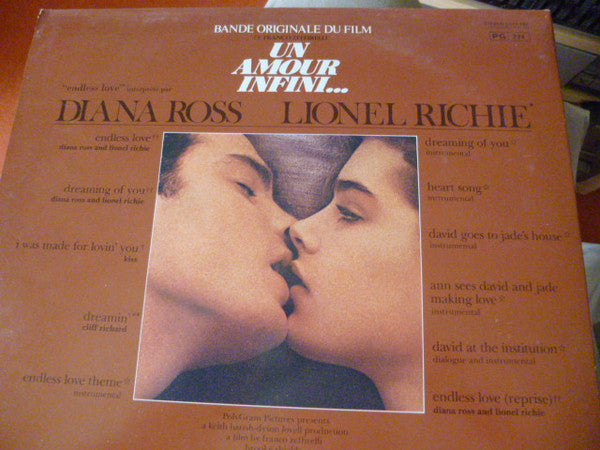 BANDE ORIGINALE DU FILM
DE FRANCO ZEFFIRELLI
UN
AMOUR
INFINI...
PG 224
"endless love" interprété par
DIANA ROSS LIONEL RICHIE*
endless love
diana ross and lionel richie
dreaming of you
diana ross and lionel richie
i was made for lovin' you
kiss
dreamin'
cliff richard
endless love theme
instrumental
dreaming of you
instrumental
heart song
instrumental
david goes to jade's house
instrumental
ann sees david and jade
making love
instrumental
david at the institution
dialogue and instrumental
endless love (reprise)
diana ross and lionel richie
PolyGram Pictures presents
a keith barish-dyson lovell production
a film by franco zeffirelli